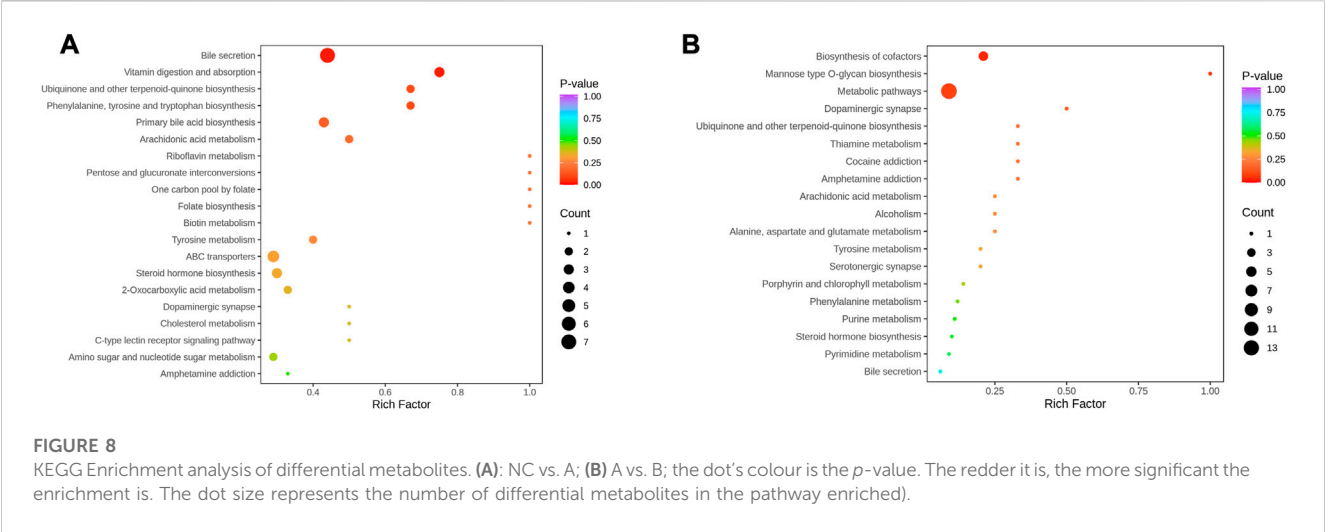 A
Bile secretion
Vitamin digestion and absorption
Ubiquinone and other terpenoid-quinone biosynthesis
Phenylalanine, tyrosine and tryptophan biosynthesis
Primary bile acid biosynthesis
Arachidonic acid metabolism
Riboflavin metabolism
Pentose and glucuronate interconversions
One carbon pool by folate
Folate biosynthesis
Biotin metabolism
Tyrosine metabolism
ABC transporters
Steroid hormone biosynthesis
2-Oxocarboxylic acid metabolism
Dopaminergic synapse
Cholesterol metabolism
C-type lectin receptor signaling pathway
Amino sugar and nucleotide sugar metabolism
Amphetamine addiction
0.4 0.6 0.8 1.0
Rich Factor
P-value
1.00
0.75
0.50
0.25
0.00
Count
1
2
3
4
5
6
7
B
Biosynthesis of cofactors
Mannose type O-glycan biosynthesis
Metabolic pathways
Dopaminergic synapse
Ubiquinone and other terpenoid-quinone biosynthesis
Thiamine metabolism
Cocaine addiction
Amphetamine addiction
Arachidonic acid metabolism
Alcoholism
Alanine, aspartate and glutamate metabolism
Tyrosine metabolism
Serotonergic synapse
Porphyrin and chlorophyll metabolism
Phenylalanine metabolism
Purine metabolism
Steroid hormone biosynthesis
Pyrimidine metabolism
Bile secretion
0.25 0.50 0.75 1.00
Rich Factor
P-value
1.00
0.75
0.50
0.25
0.00
Count
1
3
5
7
9
11
13
FIGURE 8
KEGG Enrichment analysis of differential metabolites. (A): NC vs. A; (B) A vs. B; the dot's colour is the p-value. The redder it is, the more significant the
enrichment is. The dot size represents the number of differential metabolites in the pathway enriched).